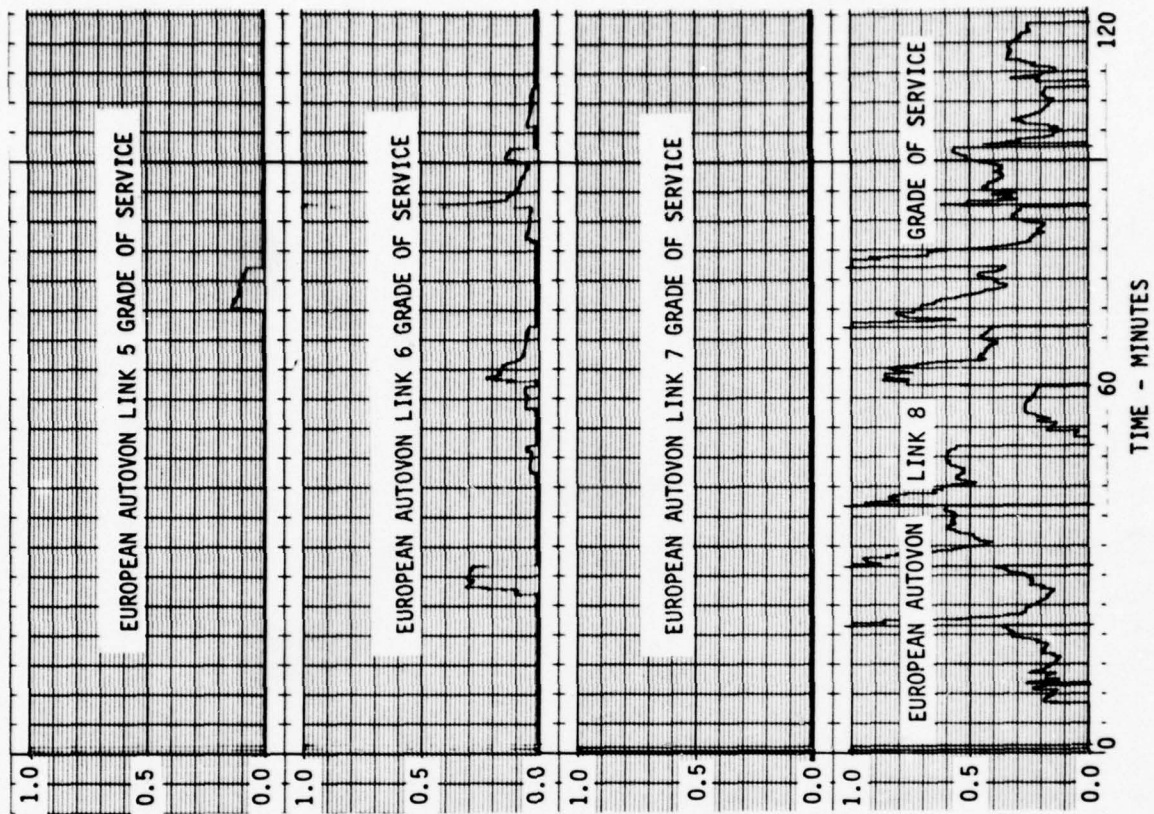 EUROPEAN AUTOVON LINK 5 GRADE OF SERVICE
1.0
0.5
0.0
EUROPEAN AUTOVON LINK 6 GRADE OF SERVICE
1.0
0.5
0.0
EUROPEAN AUTOVON LINK 7 GRADE OF SERVICE
1.0
0.5
0.0
EUROPEAN AUTOVON LINK 8 GRADE OF SERVICE
1.0
0.5
0.0
0 60 120
TIME - MINUTES